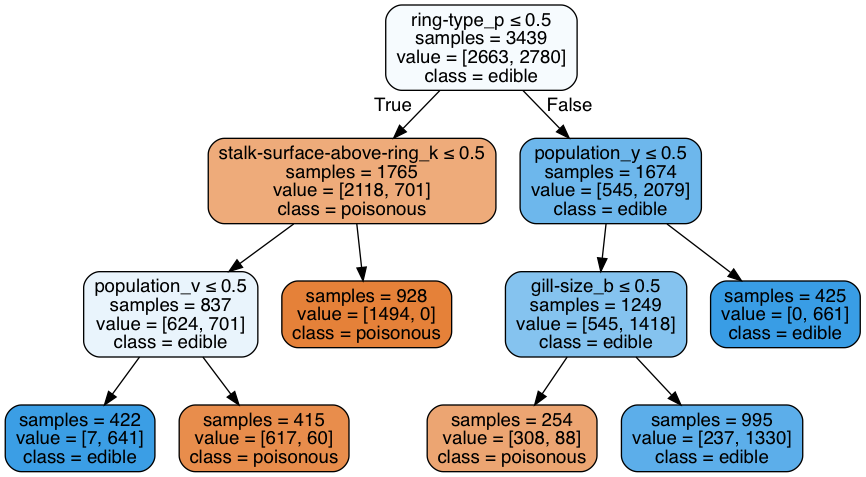 ring-type_p ≤ 0.5
samples = 3439
value = [2663, 2780]
class = edible
True
False
stalk-surface-above-ring_k ≤ 0.5
samples = 1765
value = [2118, 701]
class = poisonous
population_y ≤ 0.5
samples = 1674
value = [545, 2079]
class = edible
population_v ≤ 0.5
samples = 837
value = [624, 701]
class = edible
samples = 928
value = [1494, 0]
class = poisonous
gill-size_b ≤ 0.5
samples = 1249
value = [545, 1418]
class = edible
samples = 425
value = [0, 661]
class = edible
samples = 422
value = [7, 641]
class = edible
samples = 415
value = [617, 60]
class = poisonous
samples = 254
value = [308, 88]
class = poisonous
samples = 995
value = [237, 1330]
class = edible